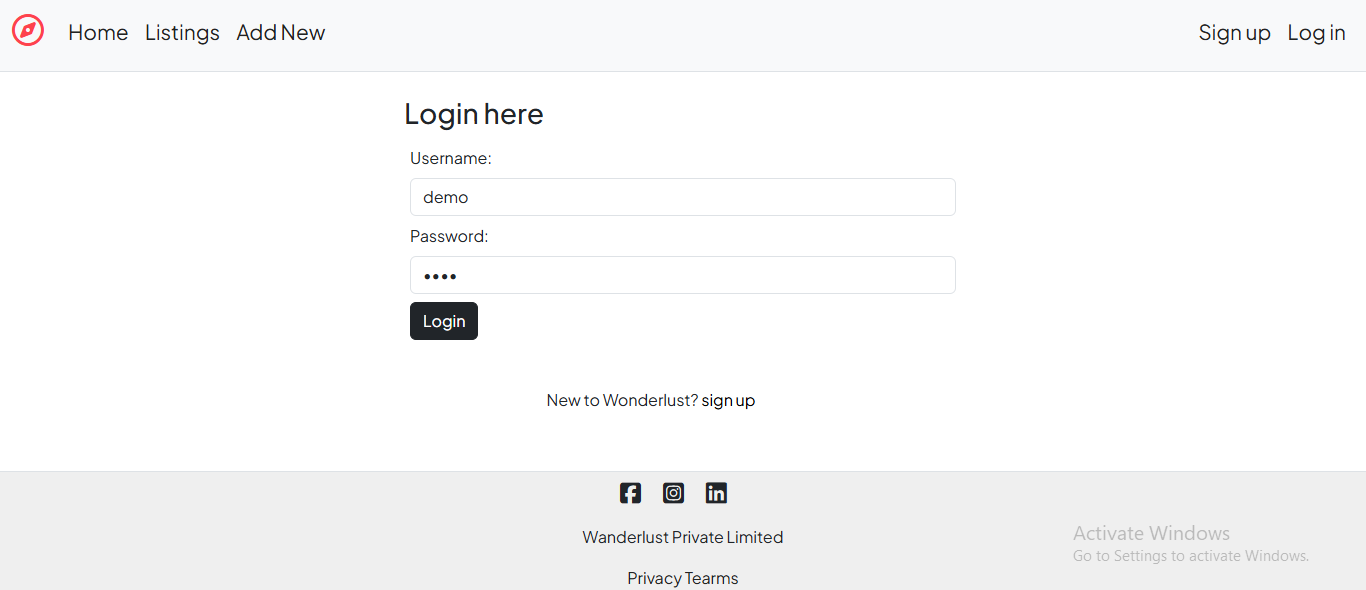 Home Listings Add New Sign up Log in
Login here
Username:
demo
Password:
••••
Login
New to Wonderlust? sign up
Wanderlust Private Limited
Activate Windows
Go to Settings to activate Windows.
Privacy Tearms